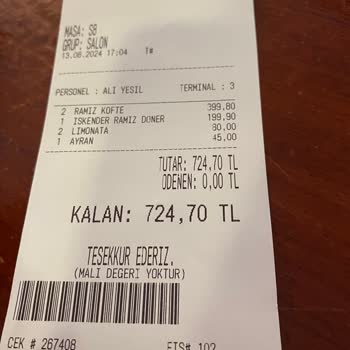 MASA: S8
GRUP: SALON
13.08.2024 17:04 T#
PERSONEL : ALI YESIL TERMINAL : 3
2 RAMIZ KOFTE 399,80
1 ISKENDER RAMIZ DONER 199,90
2 LIMONATA 80,00
1 AYRAN 45,00
TUTAR: 724,70 TL
ODENEN: 0,00 TL
KALAN: 724,70 TL
TESEKKUR EDERIZ.
(MALI DEGERI YOKTUR)
CEK # 267408 FIS# 102